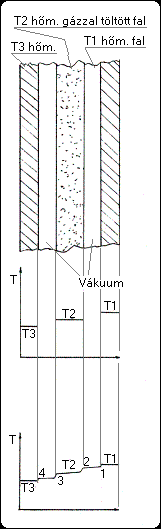 T2 hőm. gázzal töltött fal
T3 hőm.
T1 hőm. fal
Vákuum
T
T3
T2
T1
T
T3
4
3
T2
2
1
T1